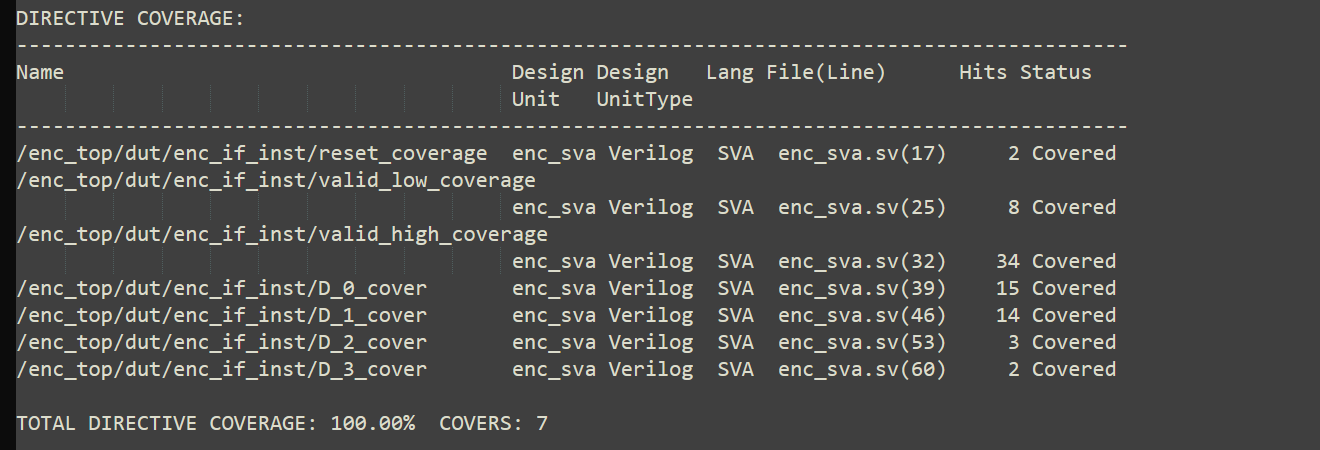 DIRECTIVE COVERAGE:
--------------------------------------------------------------------------------------------
Name                                     Design Design   Lang File(Line)      Hits Status
                                         Unit   UnitType
--------------------------------------------------------------------------------------------
/enc_top/dut/enc_if_inst/reset_coverage  enc_sva Verilog  SVA  enc_sva.sv(17)     2 Covered
/enc_top/dut/enc_if_inst/valid_low_coverage
                                         enc_sva Verilog  SVA  enc_sva.sv(25)     8 Covered
/enc_top/dut/enc_if_inst/valid_high_coverage
                                         enc_sva Verilog  SVA  enc_sva.sv(32)    34 Covered
/enc_top/dut/enc_if_inst/D_0_cover       enc_sva Verilog  SVA  enc_sva.sv(39)    15 Covered
/enc_top/dut/enc_if_inst/D_1_cover       enc_sva Verilog  SVA  enc_sva.sv(46)    14 Covered
/enc_top/dut/enc_if_inst/D_2_cover       enc_sva Verilog  SVA  enc_sva.sv(53)     3 Covered
/enc_top/dut/enc_if_inst/D_3_cover       enc_sva Verilog  SVA  enc_sva.sv(60)     2 Covered
TOTAL DIRECTIVE COVERAGE: 100.00%  COVERS: 7